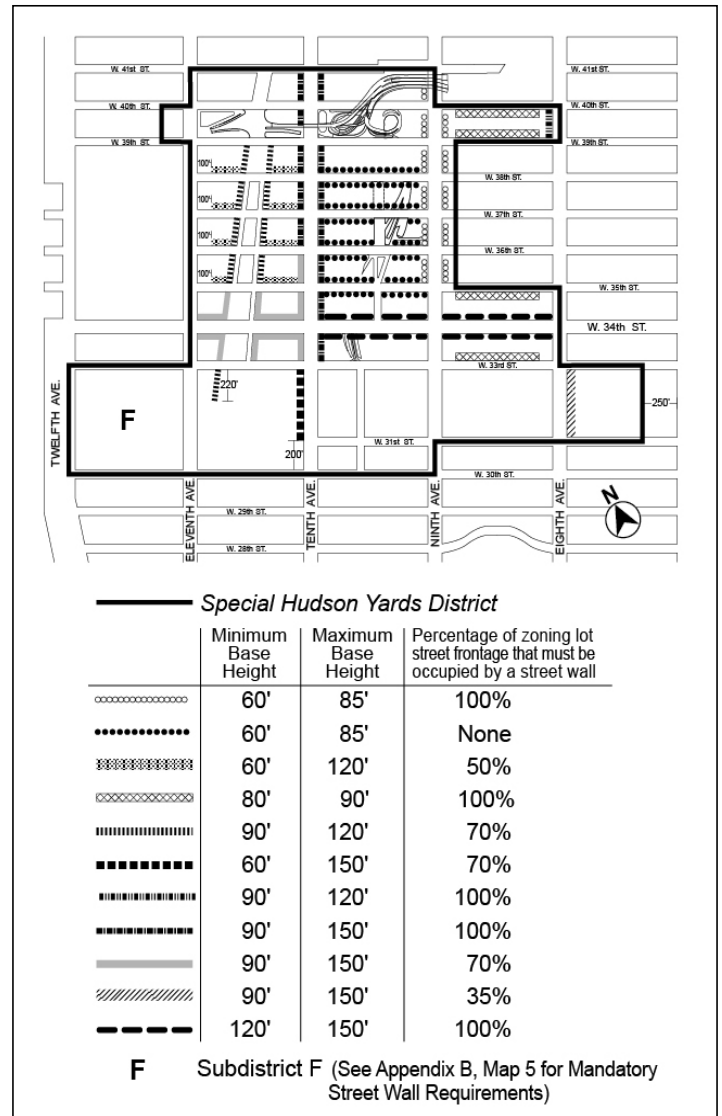 W. 41st ST.
W. 41st ST.
W. 40th ST.
W. 40th ST.
W. 39th ST.
W. 39th ST.
100'
W. 38th ST.
100'
W. 37th ST.
100'
W. 36th ST.
100'
W. 35th ST.
W. 34th ST.
W. 33rd ST.
220'
F
250'
TWELFTH AVE.
W. 31st ST.
200'
W. 30th ST.
ELEVENTH AVE.
TENTH AVE.
NINTH AVE.
EIGHTH AVE.
N
W. 29th ST.
W. 28th ST.
Special Hudson Yards District
Minimum Base Height
Maximum Base Height
Percentage of zoning lot street frontage that must be occupied by a street wall
60' 85' 100%
60' 85' None
60' 120' 50%
80' 90' 100%
90' 120' 70%
60' 150' 70%
90' 120' 100%
90' 150' 100%
90' 150' 70%
90' 150' 35%
120' 150' 100%
F Subdistrict F (See Appendix B, Map 5 for Mandatory
Street Wall Requirements)